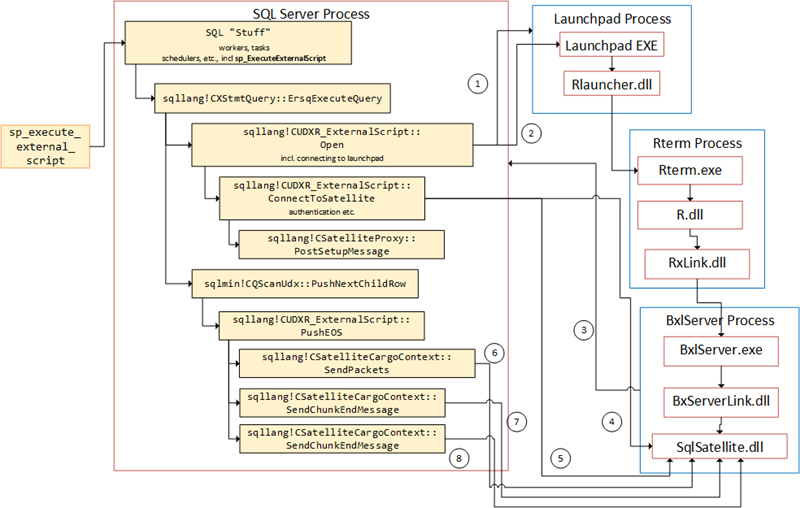 SQL Server Process
SQL "Stuff"
workers, tasks
schedulers, etc., incl sp_ExecuteExternalScript
sqllang!CXStmtQuery::ErsqExecuteQuery
sp_execute_
external_
script
sqllang!CUDXR_ExternalScript::
Open
incl. connecting to launchpad
sqllang!CUDXR_ExternalScript::
ConnectToSatellite
authentication etc.
sqllang!CSatelliteProxy::
PostSetupMessage
sqlmin!CQScanUdx::PushNextChildRow
sqllang!CUDXR_ExternalScript::
PushEOS
sqllang!CSatelliteCargoContext::
SendPackets
sqllang!CSatelliteCargoContext::
SendChunkEndMessage
sqllang!CSatelliteCargoContext::
SendChunkEndMessage
1
2
3
4
5
6
7
8
Launchpad Process
Launchpad EXE
Rlauncher.dll
Rterm Process
Rterm.exe
R.dll
RxLink.dll
BxlServer Process
BxlServer.exe
BxServerLink.dll
SqlSatellite.dll